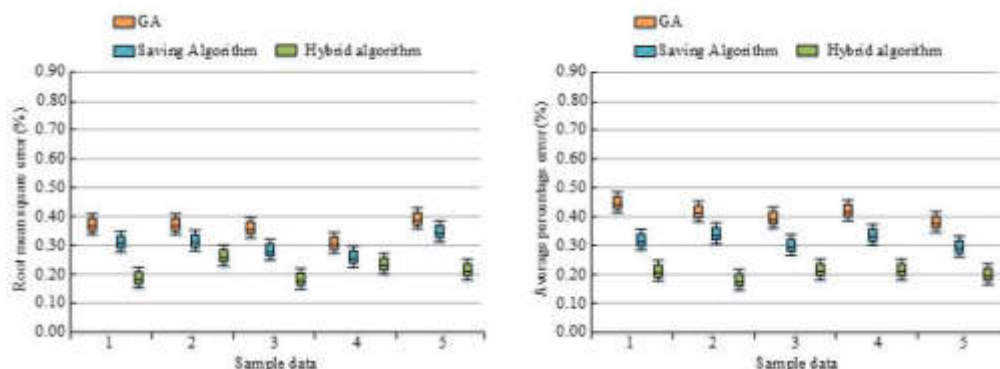 GA
Saving Algorithm Hybrid algorithm
Root mean square error (%)
0.90
0.80
0.70
0.60
0.50
0.40
0.30
0.20
0.10
0.00
1 2 3 4 5
Sample data
GA
Saving Algorithm Hybrid algorithm
Average percentage error (%)
0.90
0.80
0.70
0.60
0.50
0.40
0.30
0.20
0.10
0.00
1 2 3 4 5
Sample data